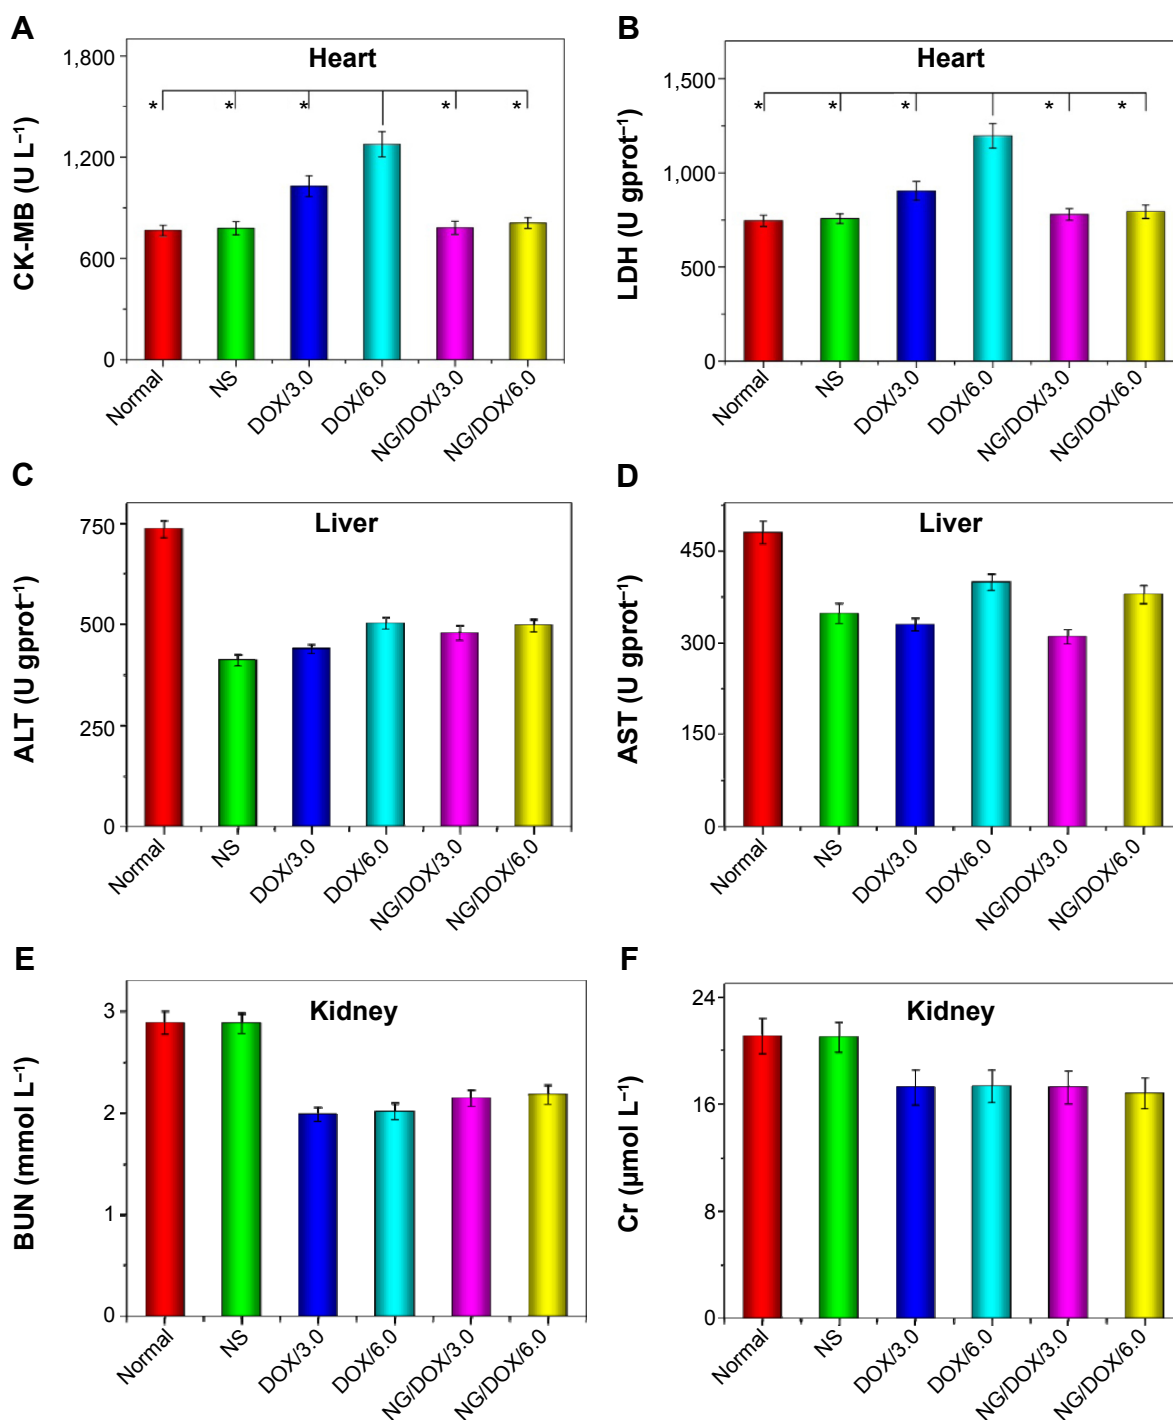 A
Heart
CK-MB (U L⁻¹)
1,800
1,200
600
0
* * * * *
Normal
NS
DOX/3.0
DOX/6.0
NG/DOX/3.0
NG/DOX/6.0
B
Heart
LDH (U gprot⁻¹)
1,500
1,000
500
0
* * * * *
Normal
NS
DOX/3.0
DOX/6.0
NG/DOX/3.0
NG/DOX/6.0
C
Liver
ALT (U gprot⁻¹)
750
500
250
0
Normal
NS
DOX/3.0
DOX/6.0
NG/DOX/3.0
NG/DOX/6.0
D
Liver
AST (U gprot⁻¹)
450
300
150
0
Normal
NS
DOX/3.0
DOX/6.0
NG/DOX/3.0
NG/DOX/6.0
E
Kidney
BUN (mmol L⁻¹)
3
2
1
0
Normal
NS
DOX/3.0
DOX/6.0
NG/DOX/3.0
NG/DOX/6.0
F
Kidney
Cr (µmol L⁻¹)
24
16
8
0
Normal
NS
DOX/3.0
DOX/6.0
NG/DOX/3.0
NG/DOX/6.0